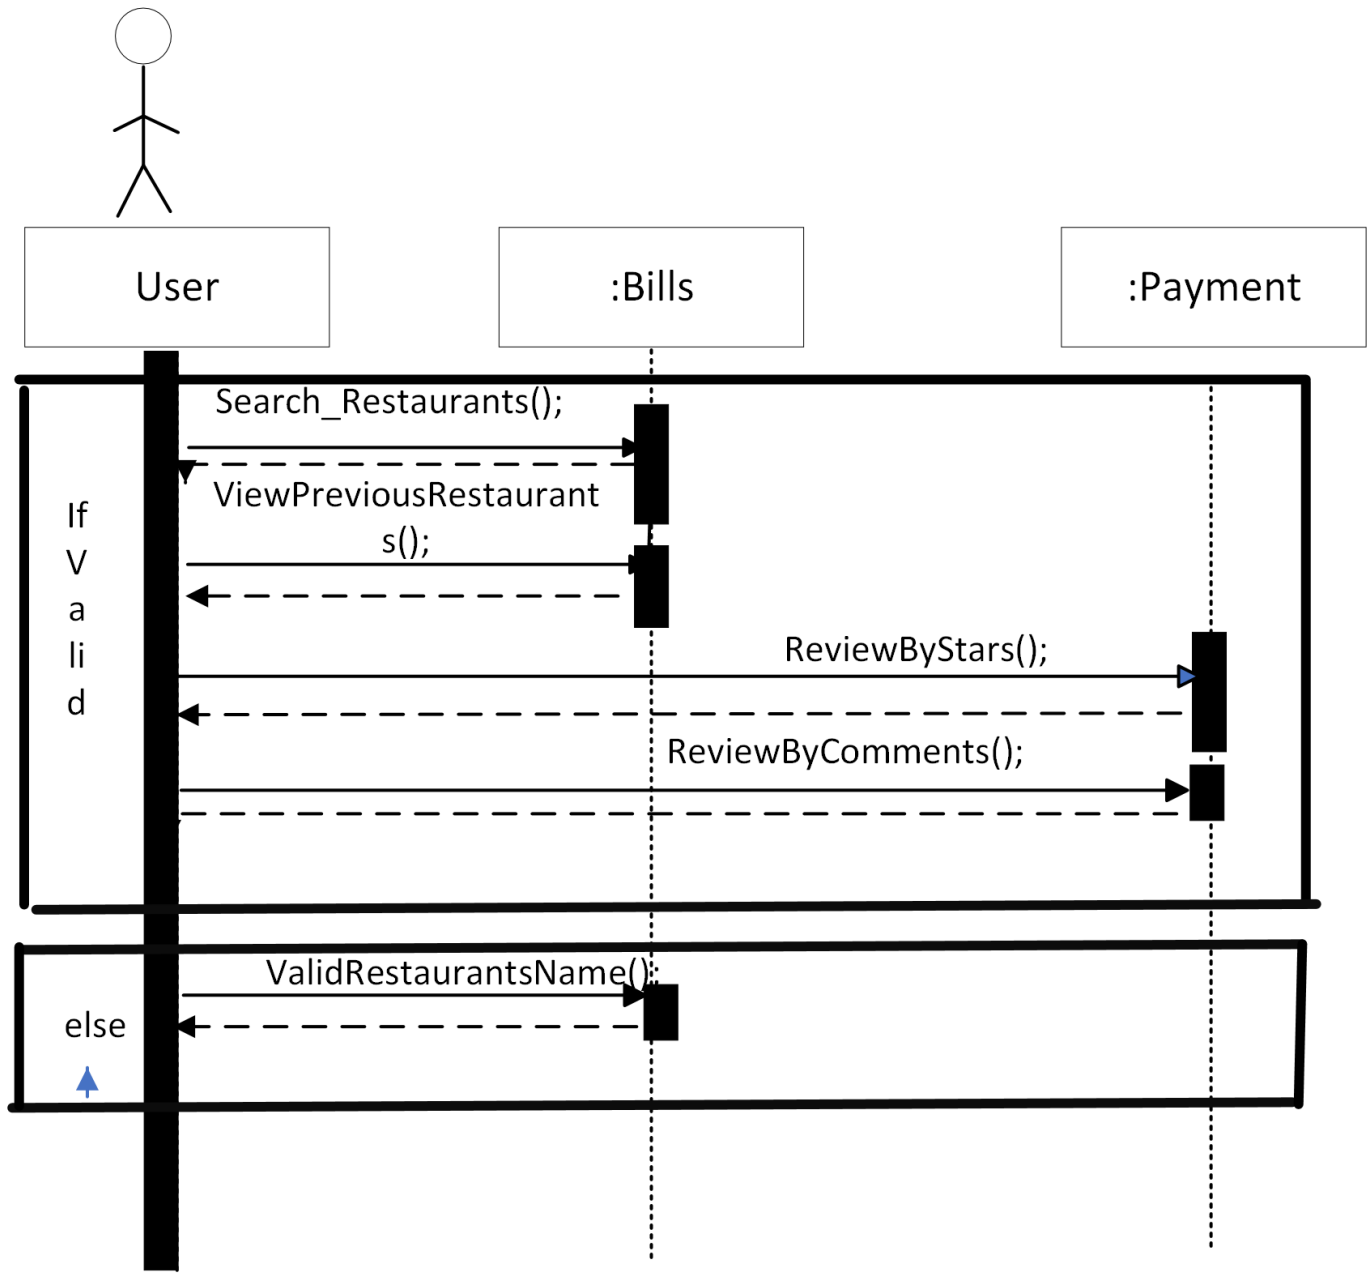 User
:Bills
:Payment
Search_Restaurants();
ViewPreviousRestaurant
s();
If
V
a
li
d
ReviewByStars();
ReviewByComments();
ValidRestaurantsName();
else